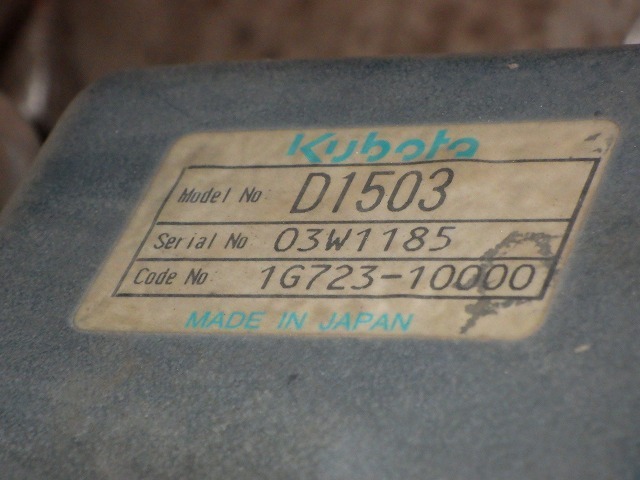 Kubota
Model No. D1503
Serial No 03W1185
Code No. 1G723-10000
MADE IN JAPAN